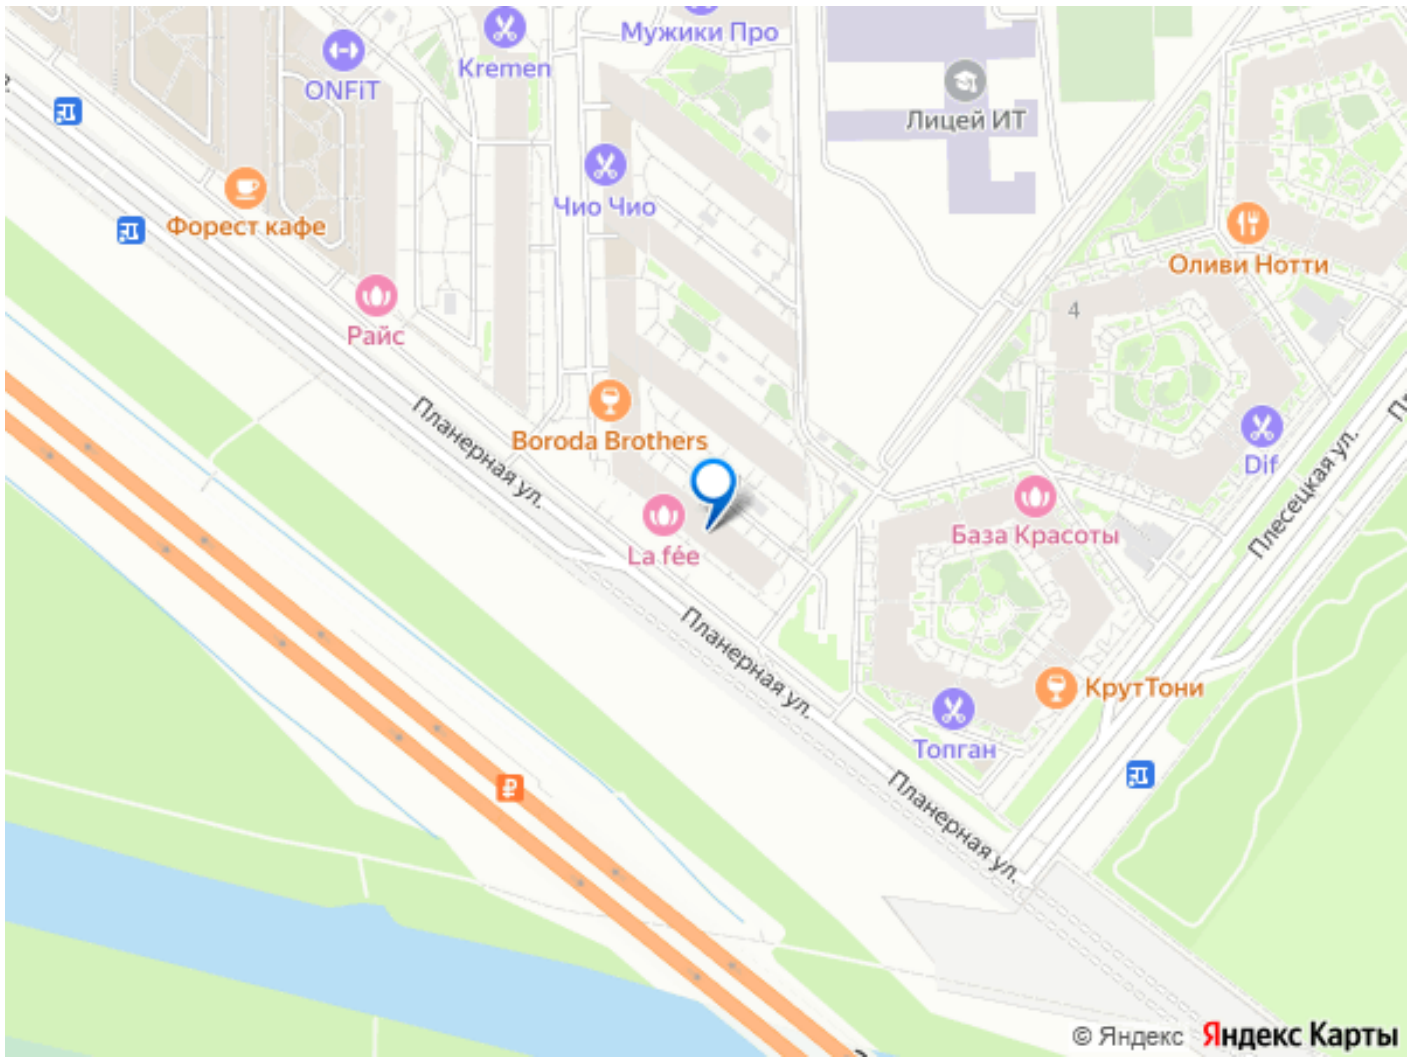 Мужики Про
Kremen
ONFiT
Лицей ИТ
Чио Чио
Форест кафе
Оливи Нотти
4
Райс
Планерная ул.
Boroda Brothers
Dif
Плесецкая ул.
Пл
База Красоты
La fée
Планерная ул.
КрутТони
Топган
₽
Планерная ул.
© Яндекс Яндекс Карты